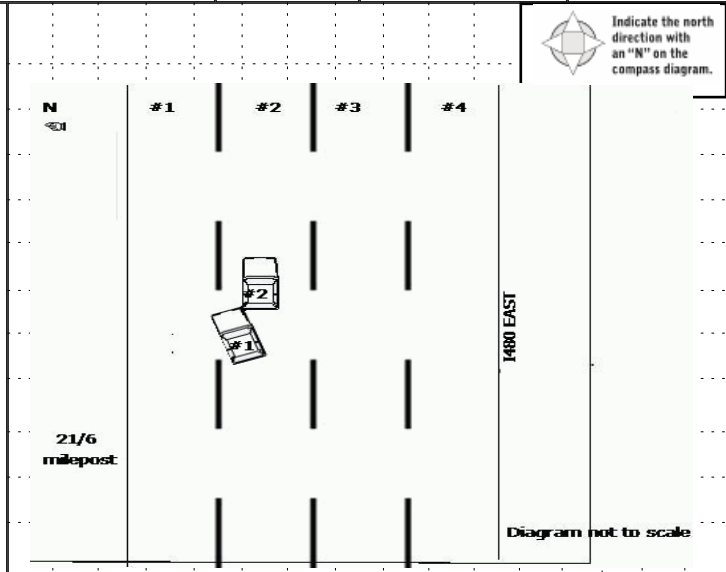 Indicate the north
direction with
an "N" on the
compass diagram.
N
#1 #2 #3 #4
#2
#1
I480 EAST
21/6
milepost
Diagram not to scale